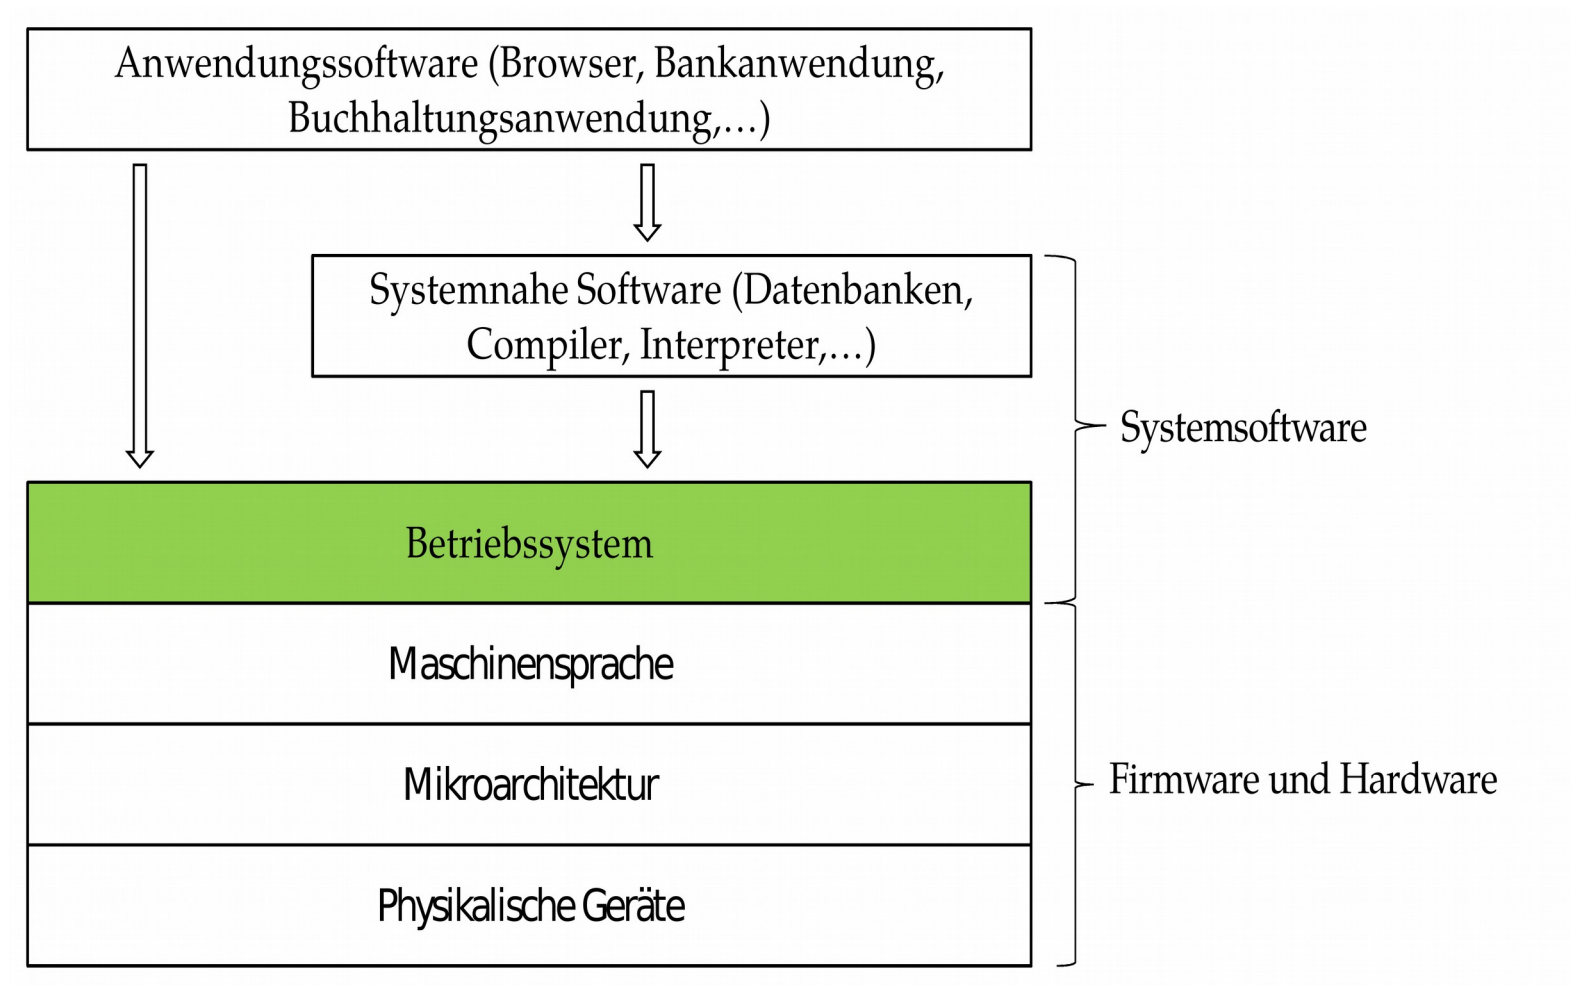 Anwendungssoftware (Browser, Bankanwendung,
Buchhaltungsanwendung,…)
Systemnahe Software (Datenbanken,
Compiler, Interpreter,…)
Systemsoftware
Betriebssystem
Maschinensprache
Mikroarchitektur
Firmware und Hardware
Physikalische Geräte